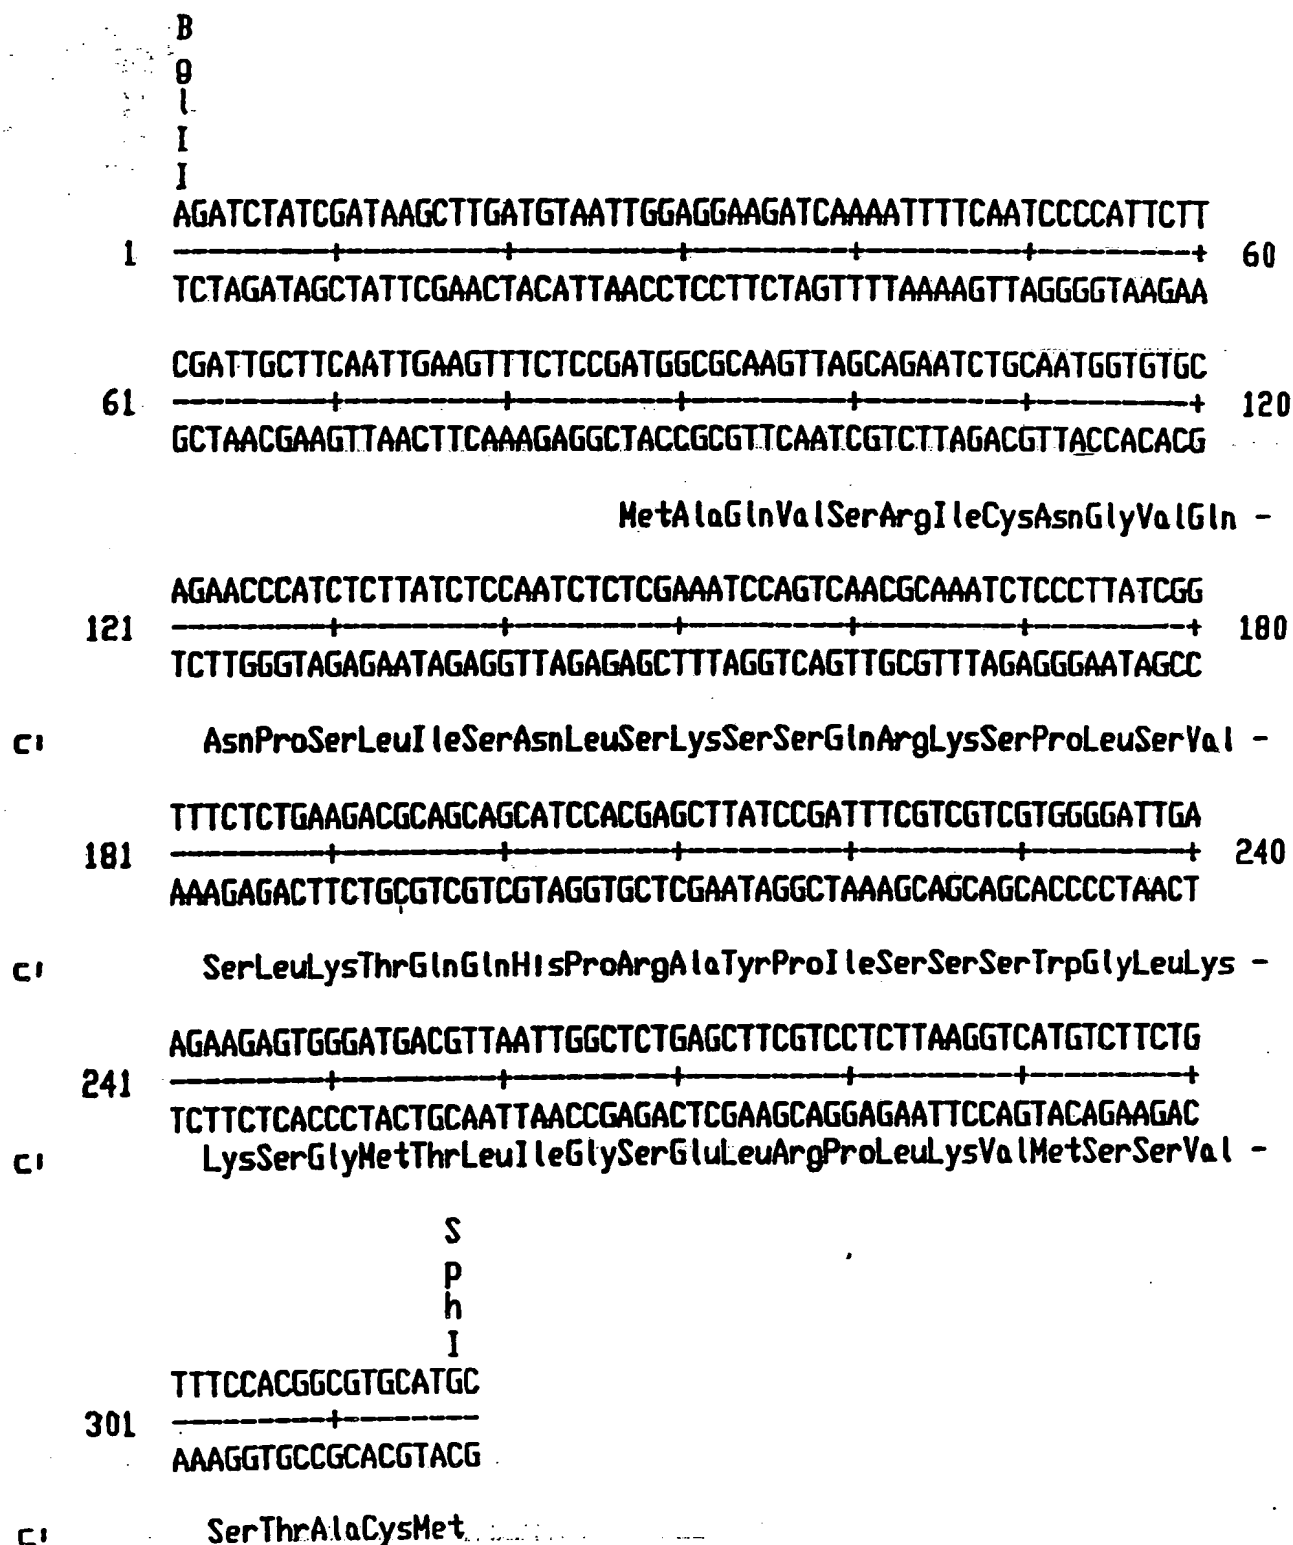 B
g
l
I
I
AGATCTATCGATAAGCTTGATGTAATTGGAGGAAGATCAAAATTTTCAATCCCCATTCTT
1 ---------+---------+---------+---------+---------+---------+ 60
TCTAGATAGCTATTCGAACTACATTAACCTCCTTCTAGTTTTAAAAGTTAGGGGTAAGAA
CGATTGCTTCAATTGAAGTTTCTCCGATGGCGCAAGTTAGCAGAATCTGCAATGGTGTGC
61 ---------+---------+---------+---------+---------+---------+ 120
GCTAACGAAGTTAACTTCAAAGAGGCTACCGCGTTCAATCGTCTTAGACGTTACCACACG
MetAlaGlnValSerArgIleCysAsnGlyValGln -
AGAACCCATCTCTTATCTCCAATCTCTCGAAATCCAGTCAACGCAAATCTCCCTTATCGG
121 ---------+---------+---------+---------+---------+---------+ 180
TCTTGGGTAGAGAATAGAGGTTAGAGAGCTTTAGGTCAGTTGCGTTTAGAGGGAATAGCC
c' AsnProSerLeuIleSerAsnLeuSerLysSerSerGlnArgLysSerProLeuSerVal -
TTTCTCTGAAGACGCAGCAGCATCCACGAGCTTATCCGATTTCGTCGTCGTGGGGATTGA
181 ---------+---------+---------+---------+---------+---------+ 240
AAAGAGACTTCTGCGTCGTCGTAGGTGCTCGAATAGGCTAAAGCAGCAGCACCCCTAACT
c' SerLeuLysThrGlnGlnHisProArgAlaTyrProIleSerSerSerTrpGlyLeuLys -
AGAAGAGTGGGATGACGTTAATTGGCTCTGAGCTTCGTCCTCTTAAGGTCATGTCTTCTG
241 ---------+---------+---------+---------+---------+---------+
TCTTCTCACCCTACTGCAATTAACCGAGACTCGAAGCAGGAGAATTCCAGTACAGAAGAC
c' LysSerGlyMetThrLeuIleGlySerGluLeuArgProLeuLysValMetSerSerVal -
S
p
h
I
TTTCCACGGCGTGCATGC
301 ---------+--------
AAAGGTGCCGCACGTACG
c' SerThrAlaCysMet